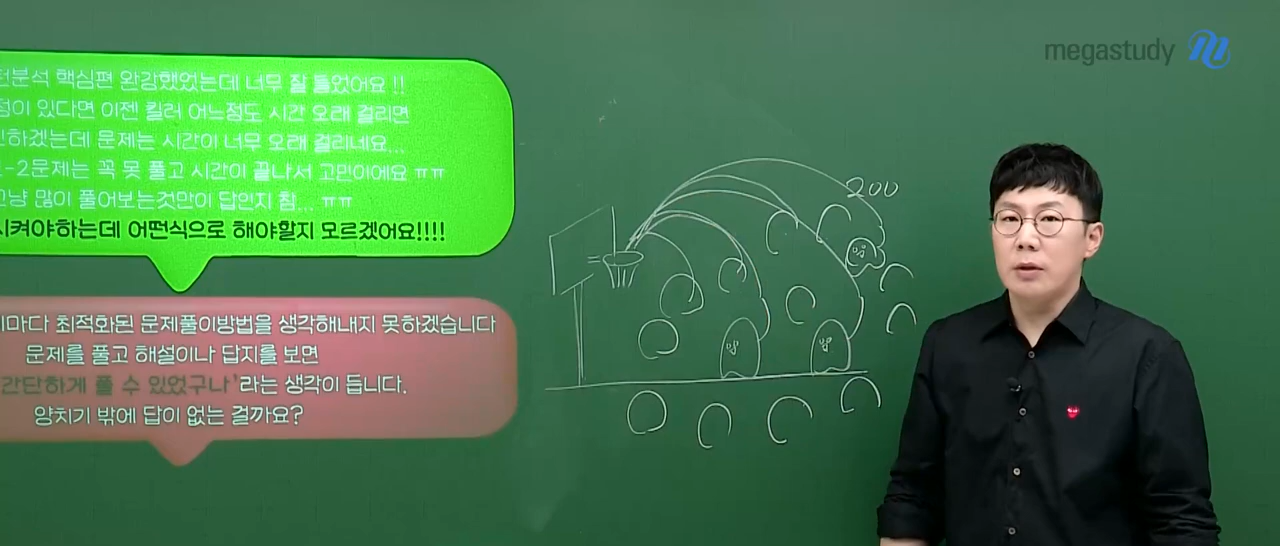 megastudy
분석 핵심편 완강했었는데 너무 잘 들었어요 !!
점이 있다면 이젠 킬러 어느정도 시간 오래 걸리면
하겠는데 문제는 시간이 너무 오래 걸리네요...
-2문제는 꼭 못 풀고 시간이 끝나서 고민이에요 ㅠㅠ
그냥 많이 풀어보는것만이 답인지 참... ㅠㅠ
시켜야하는데 어떤식으로 해야할지 모르겠어요!!!!
마다 최적화된 문제풀이방법을 생각해내지 못하겠습니다
문제를 풀고 해설이나 답지를 보면
간단하게 풀 수 있었구나'라는 생각이 듭니다.
양치기 밖에 답이 없는 걸까요?
200